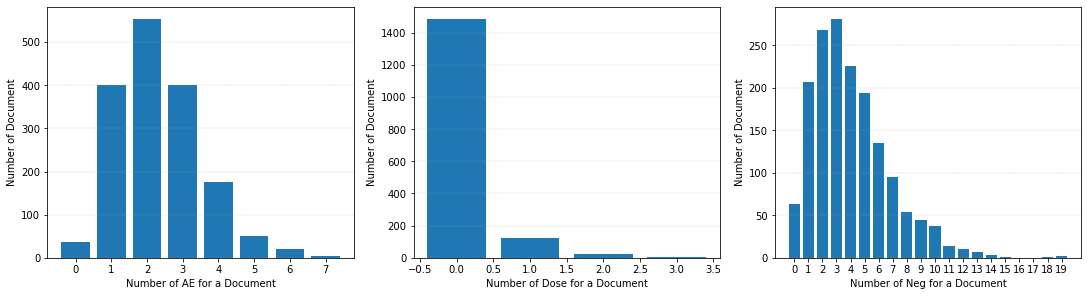 Number of Document
600
500
400
300
200
100
0
0 1 2 3 4 5 6 7
Number of AE for a Document
Number of Document
1400
1200
1000
800
600
400
200
0
−0.5 0.0 0.5 1.0 1.5 2.0 2.5 3.0 3.5
Number of Dose for a Document
Number of Document
250
200
150
100
50
0
0 1 2 3 4 5 6 7 8 9 10 11 12 13 14 15 16 17 18 19
Number of Neg for a Document